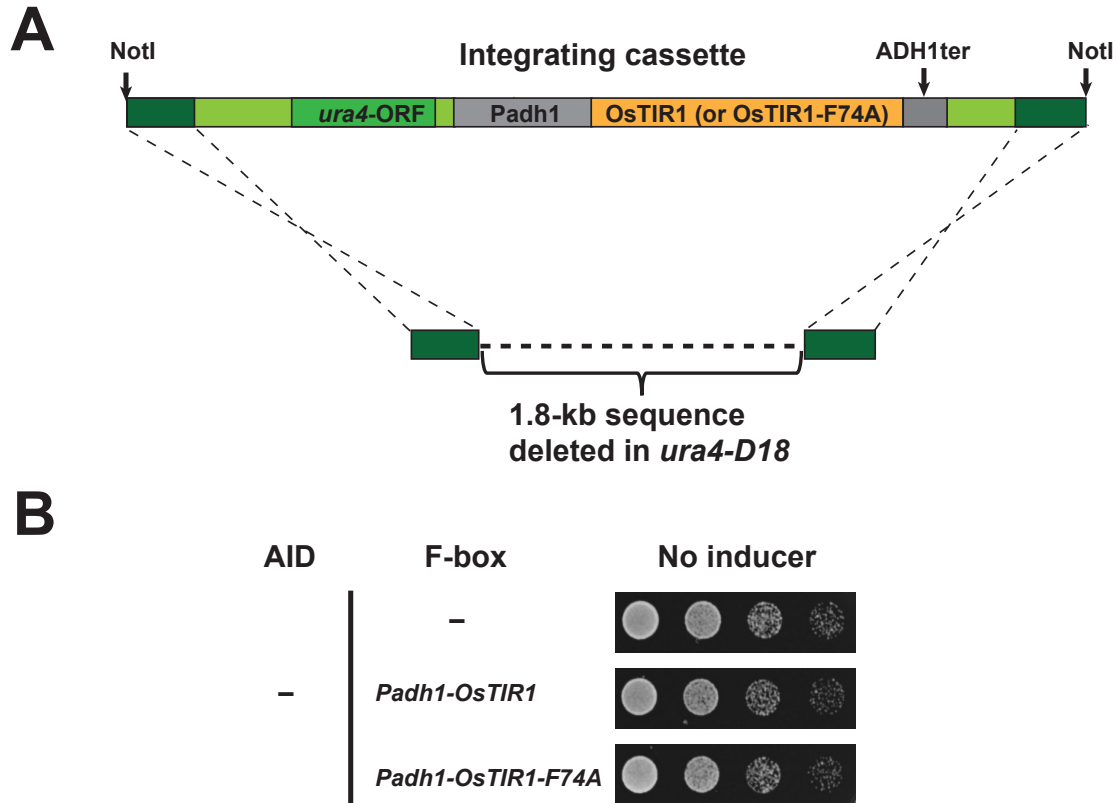 A
NotI
Integrating cassette
ADH1ter
NotI
ura4-ORF
Padh1
OsTIR1 (or OsTIR1-F74A)
1.8-kb sequence
deleted in ura4-D18
B
AID
F-box
No inducer
–
–
Padh1-OsTIR1
Padh1-OsTIR1-F74A